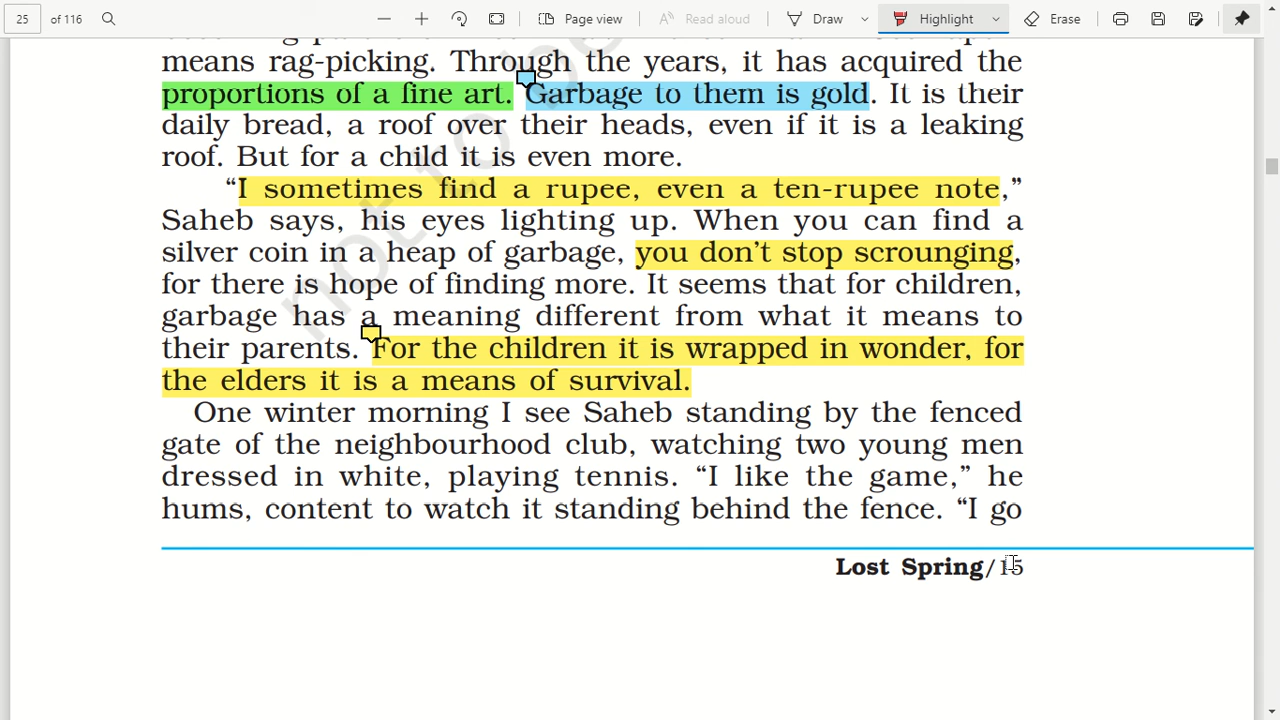 25 of 116 Page view Read aloud Draw Highlight Erase
means rag-picking. Through the years, it has acquired the
proportions of a fine art. Garbage to them is gold. It is their
daily bread, a roof over their heads, even if it is a leaking
roof. But for a child it is even more.
“I sometimes find a rupee, even a ten-rupee note,”
Saheb says, his eyes lighting up. When you can find a
silver coin in a heap of garbage, you don’t stop scrounging,
for there is hope of finding more. It seems that for children,
garbage has a meaning different from what it means to
their parents. For the children it is wrapped in wonder, for
the elders it is a means of survival.
One winter morning I see Saheb standing by the fenced
gate of the neighbourhood club, watching two young men
dressed in white, playing tennis. “I like the game,” he
hums, content to watch it standing behind the fence. “I go
Lost Spring/15
not to be